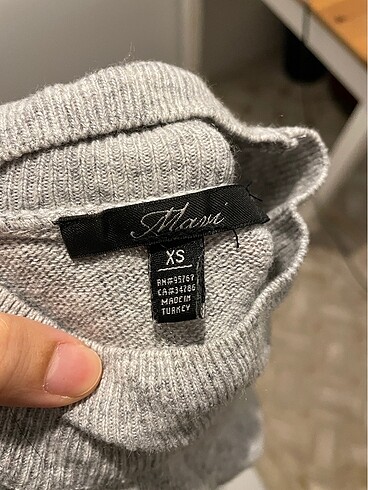 Mavi
XS
RN#95767
CA#34286
MADE IN
TURKEY